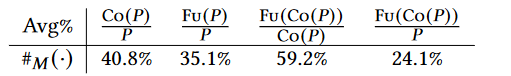 Avg% Co(P)/P Fu(P)/P Fu(Co(P))/Co(P) Fu(Co(P))/P
#M(·) 40.8% 35.1% 59.2% 24.1%